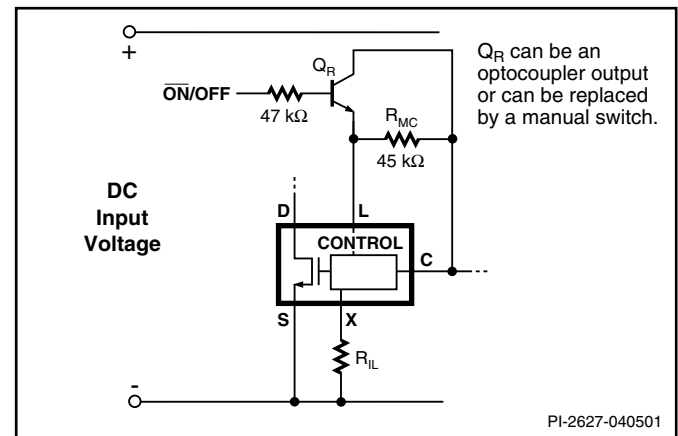 +
Q_R
Q_R can be an
optocoupler output
or can be replaced
by a manual switch.
ON/OFF
47 kΩ
R_MC
45 kΩ
DC
Input
Voltage
D
L
CONTROL
C
S
X
R_IL
-
PI-2627-040501